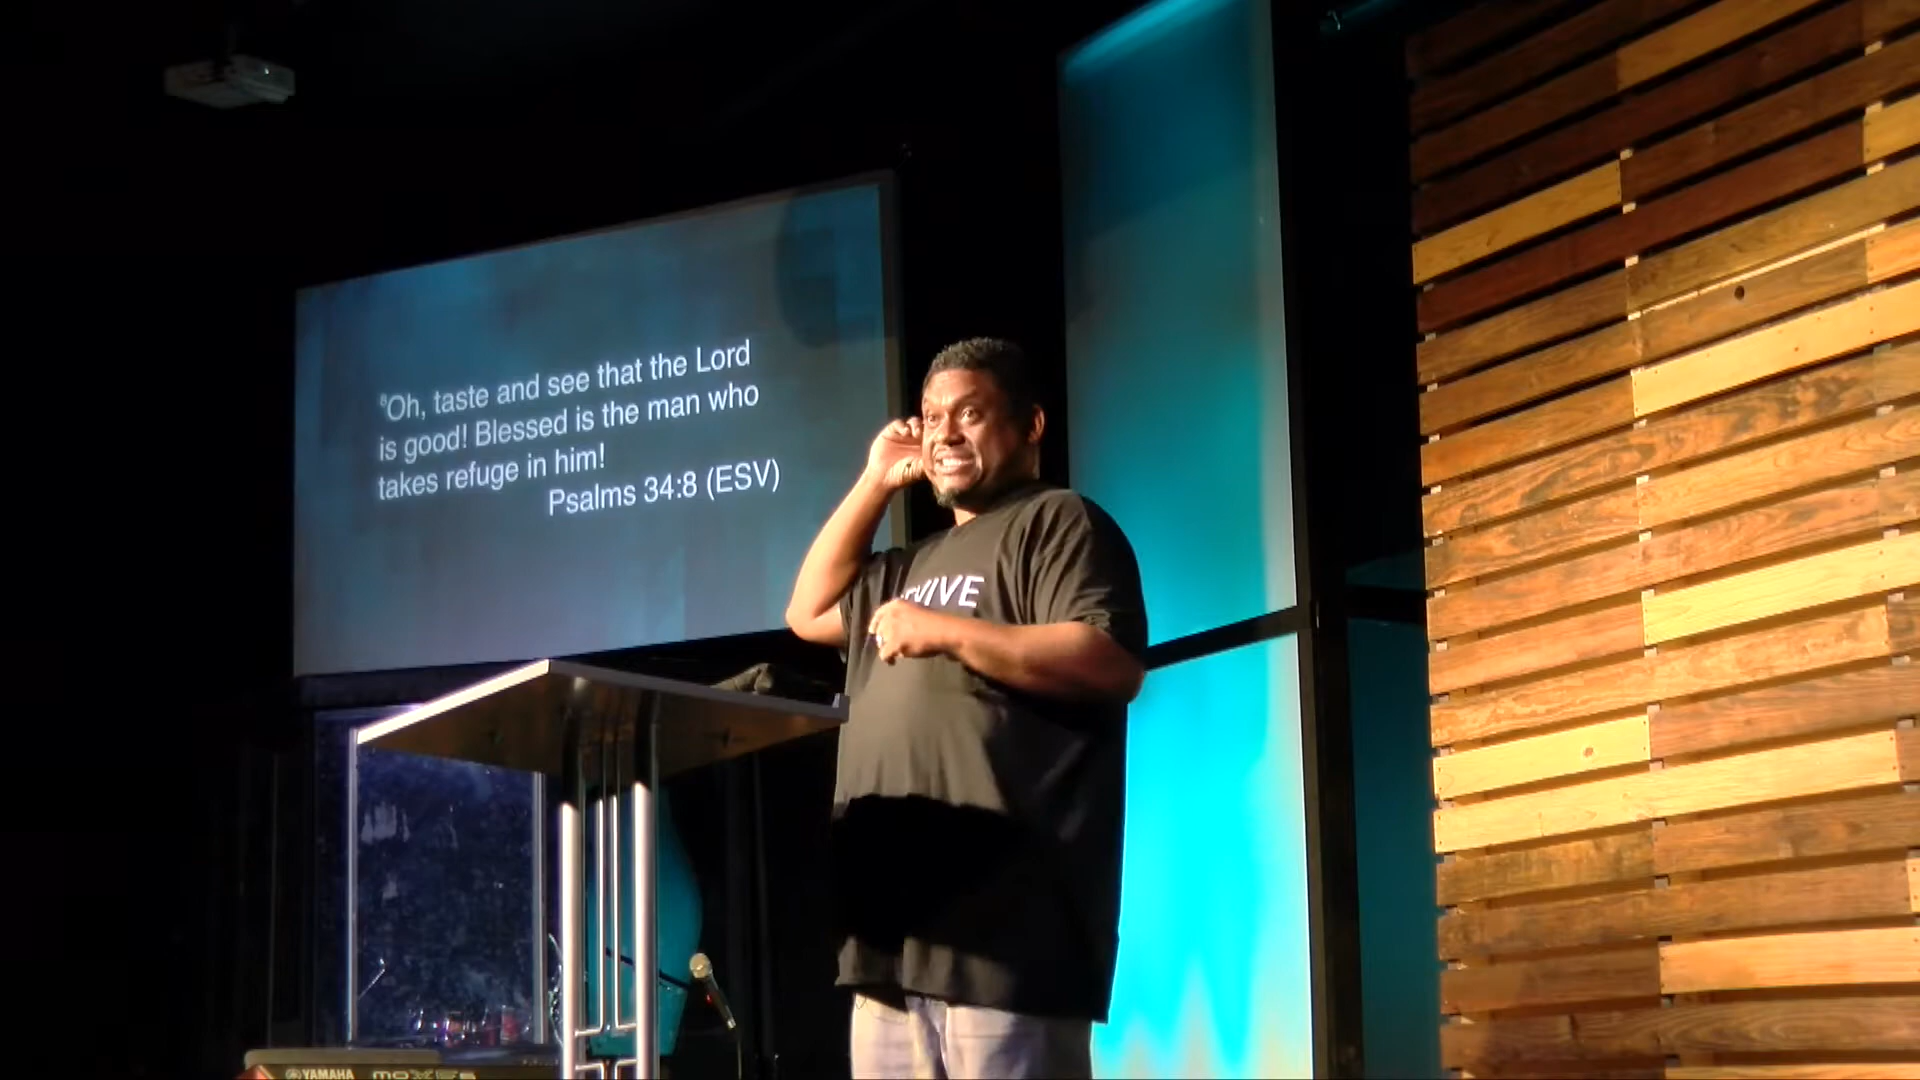 ⁸Oh, taste and see that the Lord
is good! Blessed is the man who
takes refuge in him!
Psalms 34:8 (ESV)
VIVE
YAMAHA MOXF8